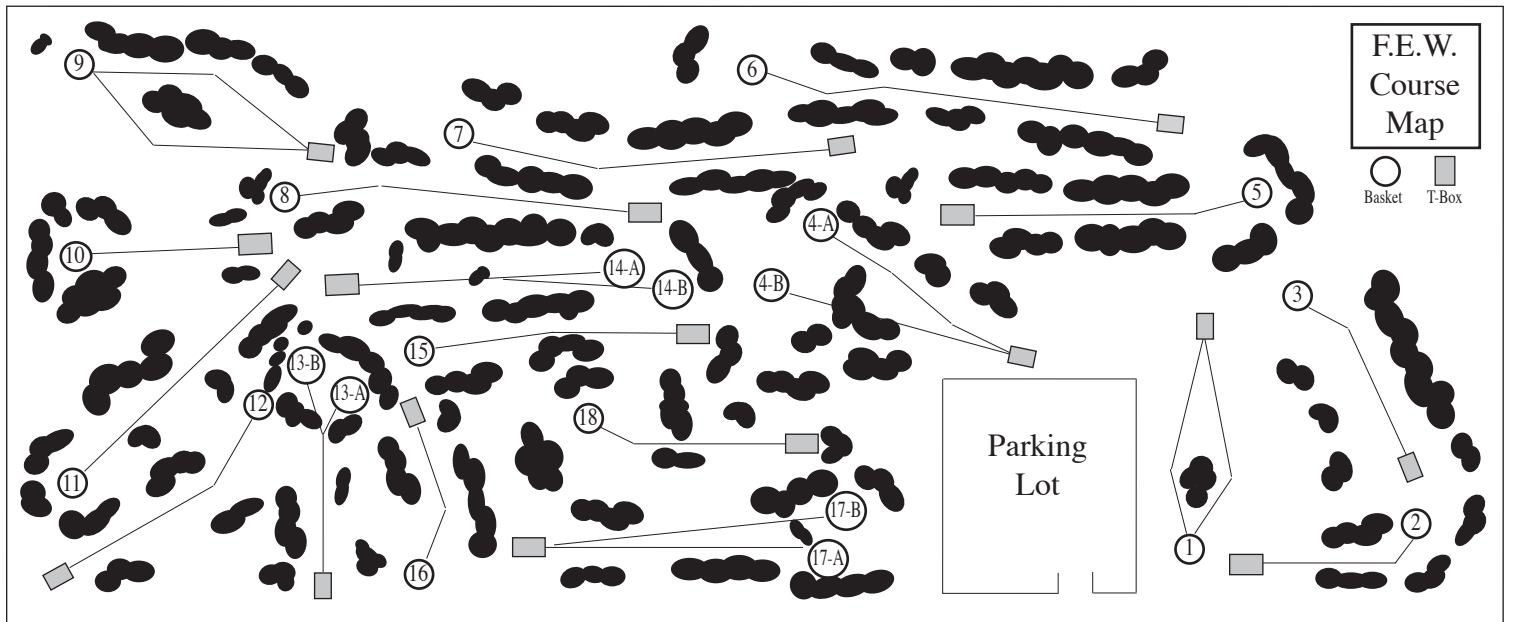 F.E.W.
Course
Map
Basket
T-Box
9
6
7
8
5
4-A
10
14-A
14-B
4-B
3
15
13-B
13-A
12
18
Parking
Lot
11
17-B
2
1
17-A
16